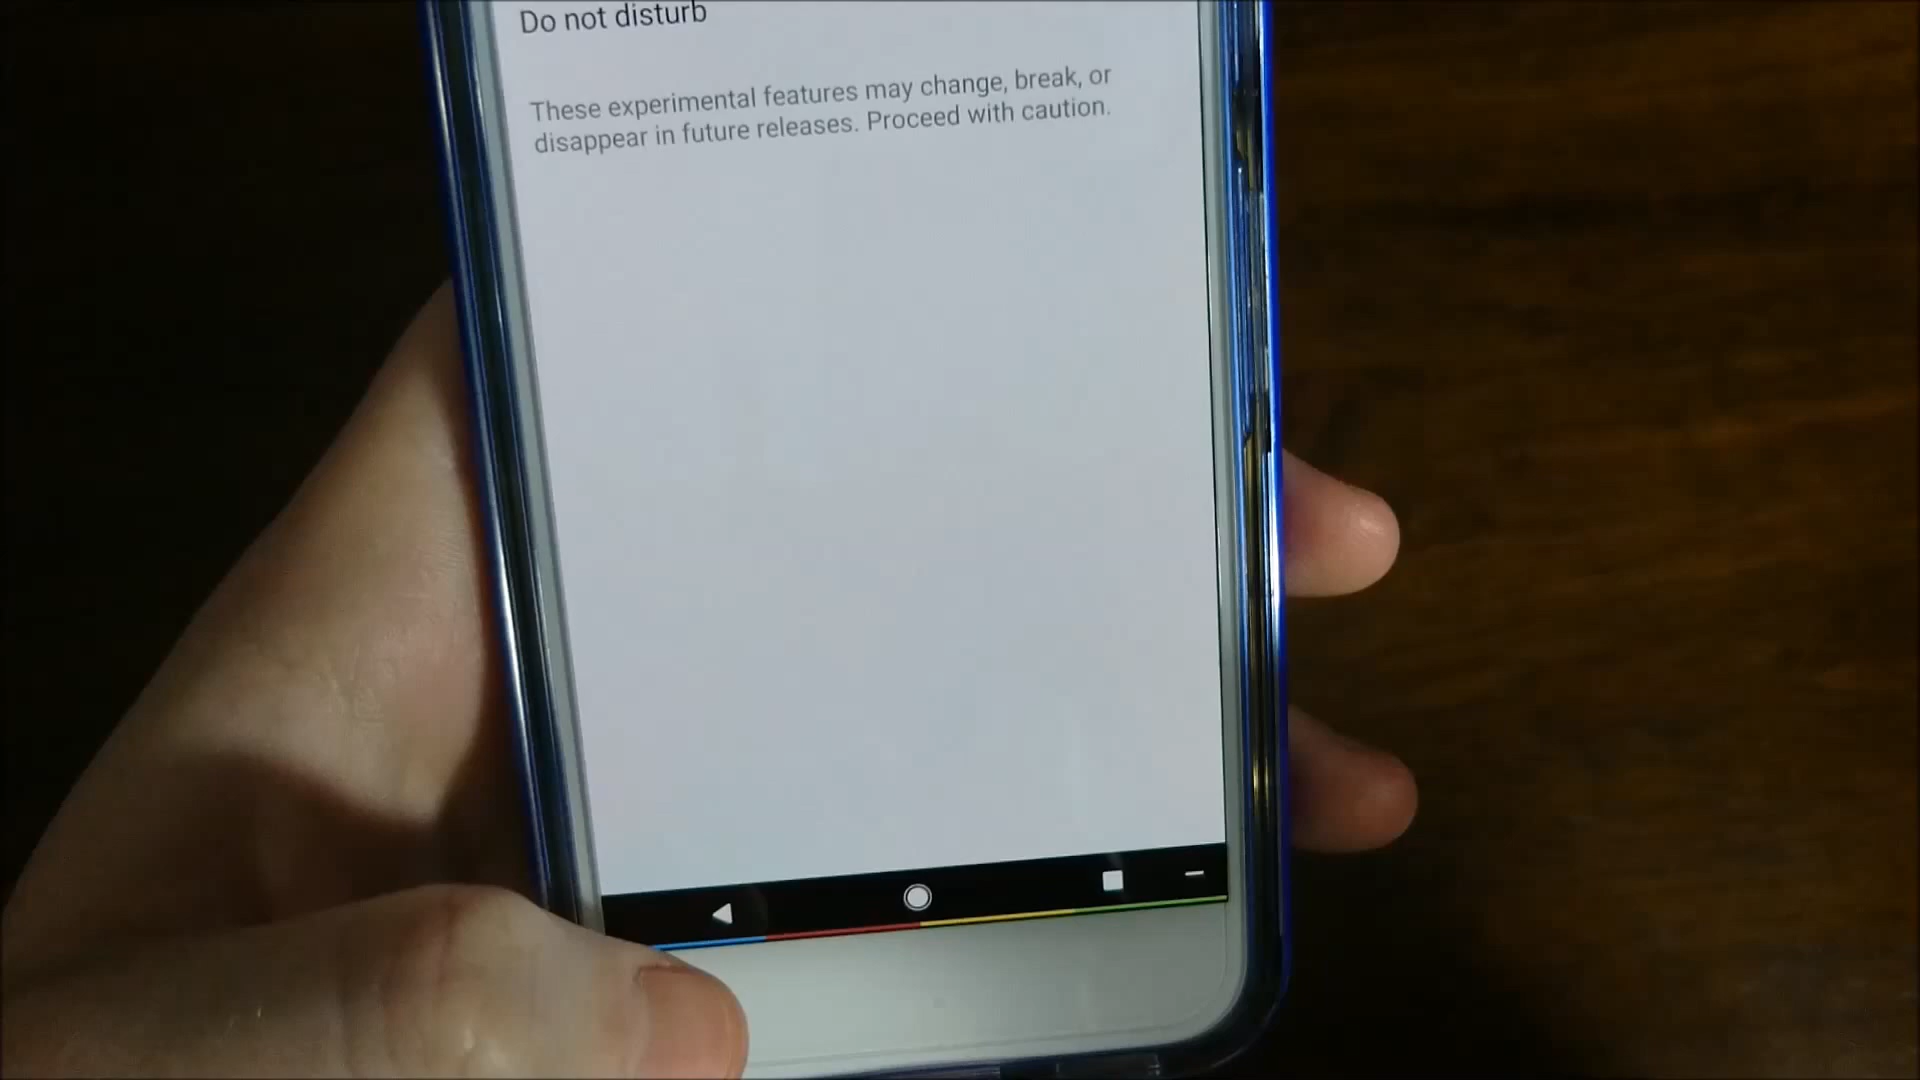 Do not disturb
These experimental features may change, break, or
disappear in future releases. Proceed with caution.